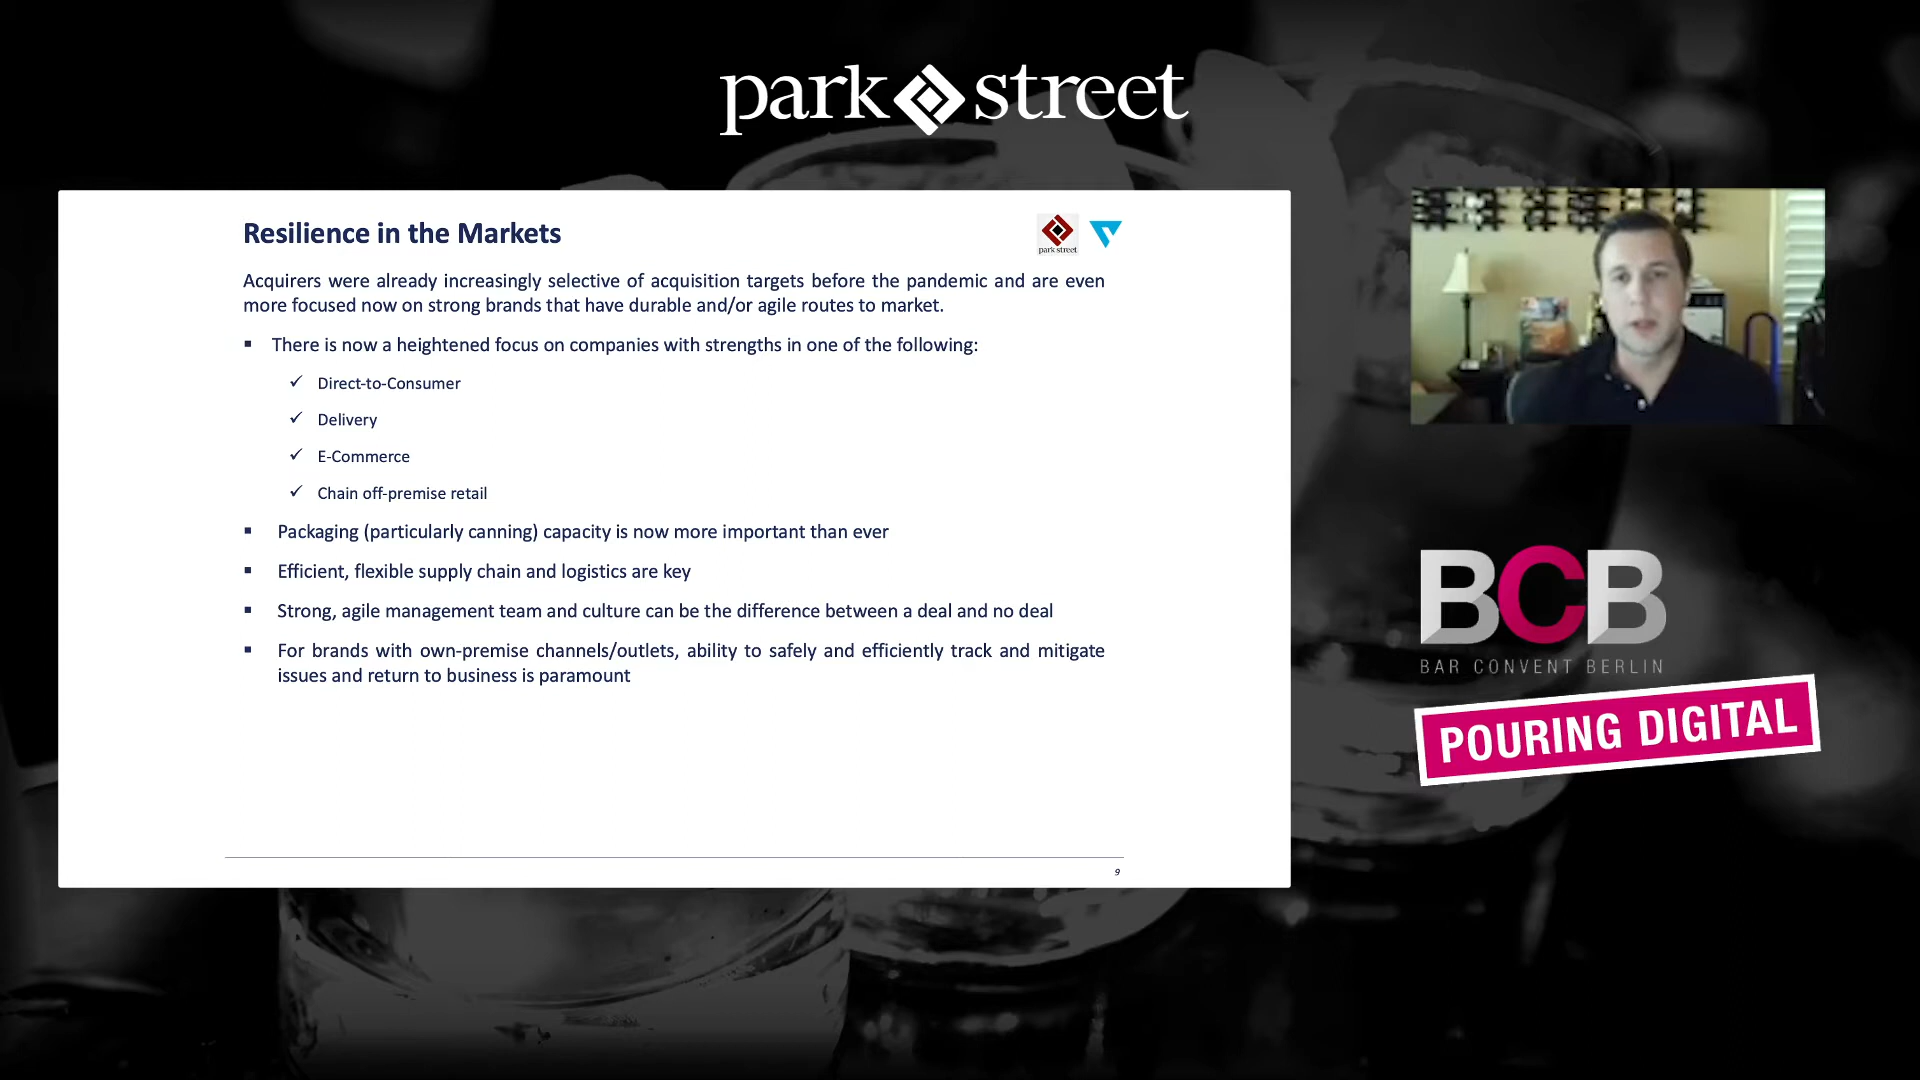 park street
Resilience in the Markets
park street
Acquirers were already increasingly selective of acquisition targets before the pandemic and are even
more focused now on strong brands that have durable and/or agile routes to market.
▪ There is now a heightened focus on companies with strengths in one of the following:
✓ Direct-to-Consumer
✓ Delivery
✓ E-Commerce
✓ Chain off-premise retail
▪ Packaging (particularly canning) capacity is now more important than ever
▪ Efficient, flexible supply chain and logistics are key
▪ Strong, agile management team and culture can be the difference between a deal and no deal
▪ For brands with own-premise channels/outlets, ability to safely and efficiently track and mitigate
issues and return to business is paramount
9
BCB
BAR CONVENT BERLIN
POURING DIGITAL